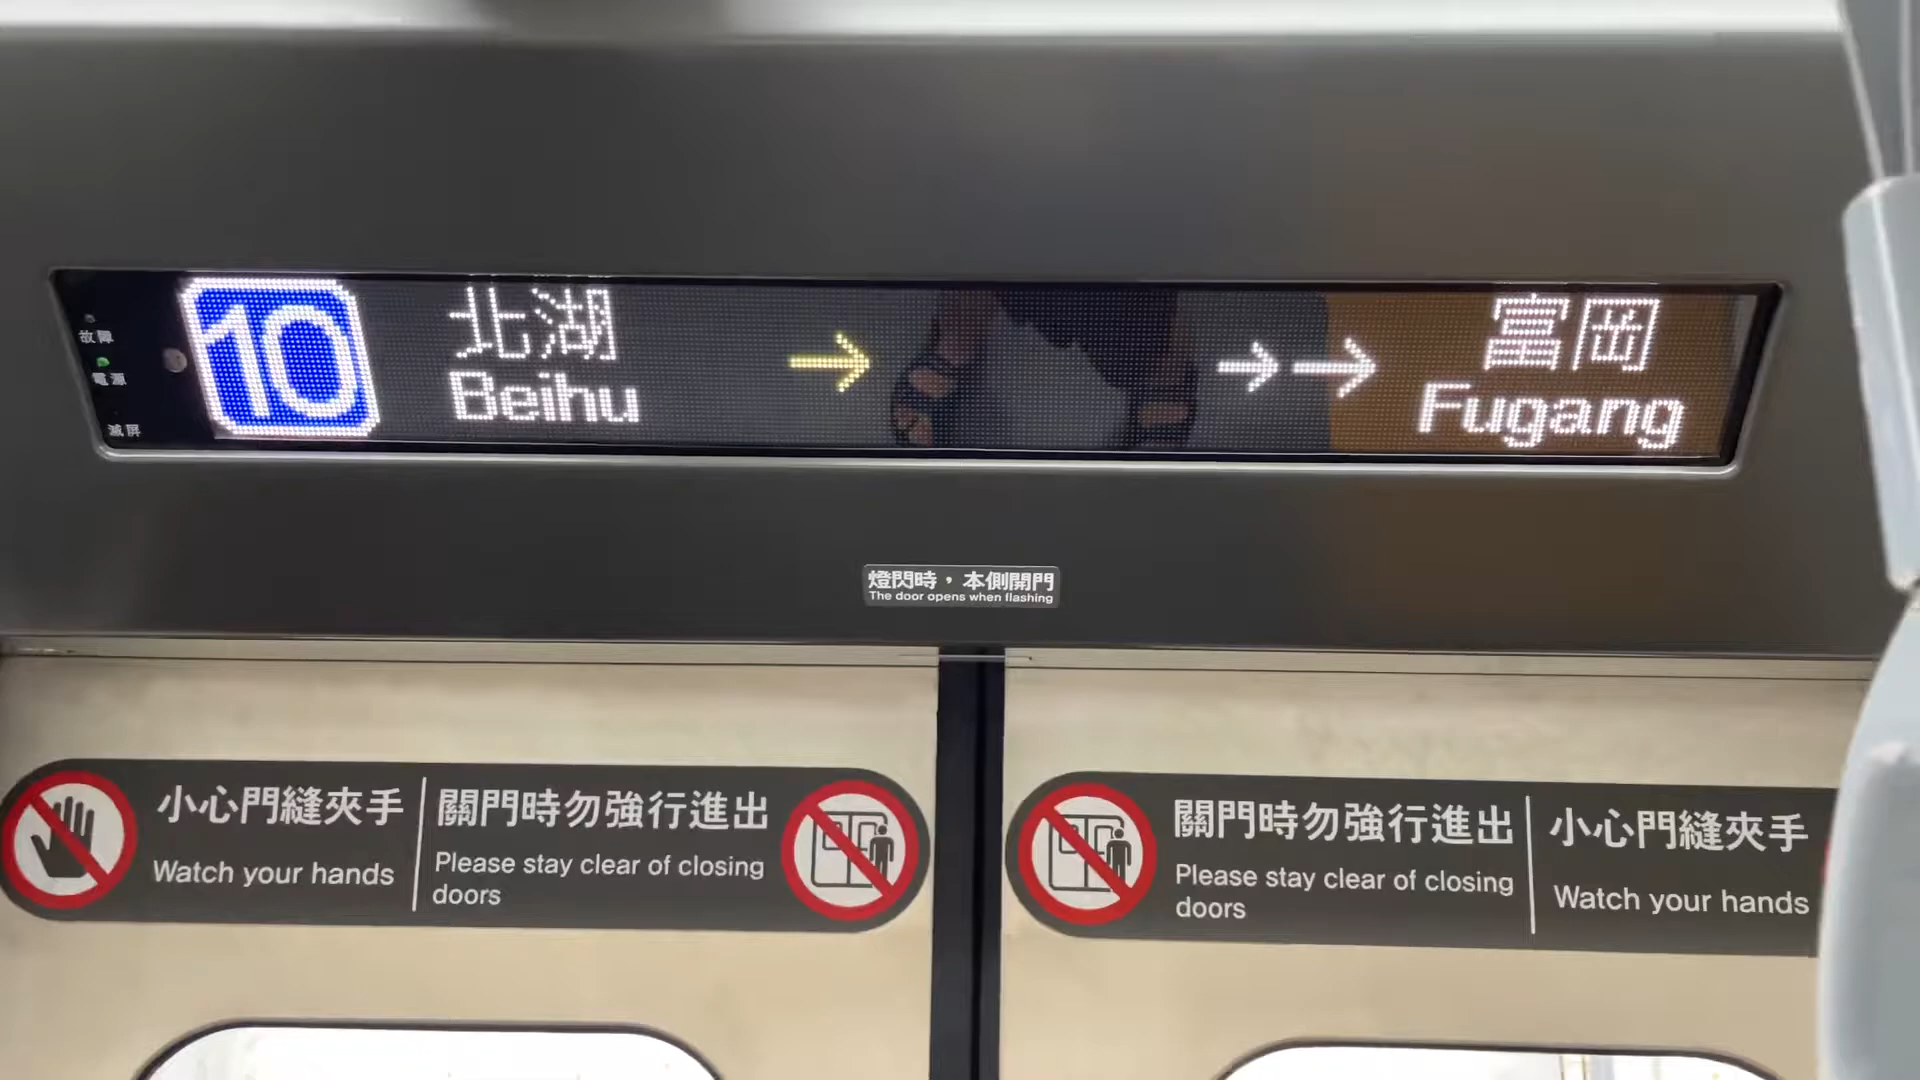 故障
電源
滅屏
10
北湖
Beihu
→
→→
富岡
Fugang
燈閃時，本側開門
The door opens when flashing
小心門縫夾手
Watch your hands
關門時勿強行進出
Please stay clear of closing
doors
關門時勿強行進出
Please stay clear of closing
doors
小心門縫夾手
Watch your hands